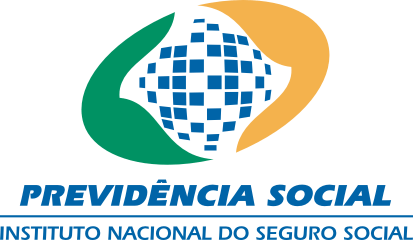 PREVIDÊNCIA SOCIAL
INSTITUTO NACIONAL DO SEGURO SOCIAL